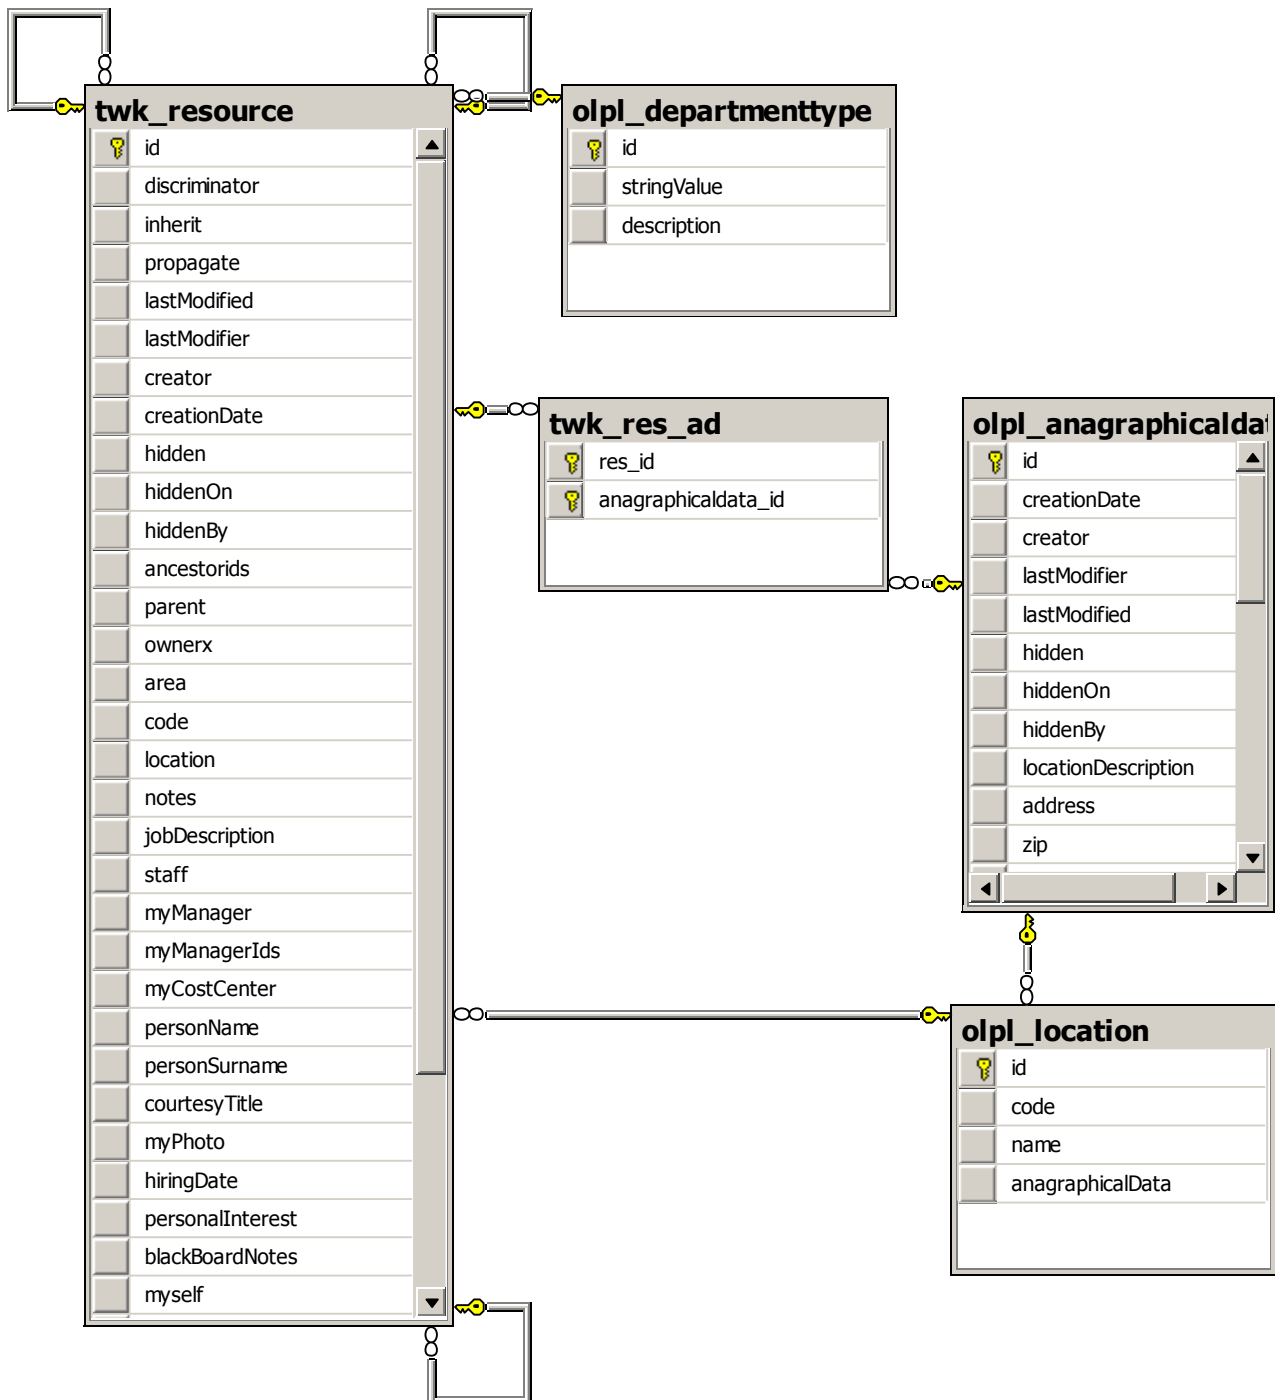 twk_resource
id
discriminator
inherit
propagate
lastModified
lastModifier
creator
creationDate
hidden
hiddenOn
hiddenBy
ancestorids
parent
ownerx
area
code
location
notes
jobDescription
staff
myManager
myManagerIds
myCostCenter
personName
personSurname
courtesyTitle
myPhoto
hiringDate
personalInterest
blackBoardNotes
myself
olpl_departmenttype
id
stringValue
description
twk_res_ad
res_id
anagraphicaldata_id
olpl_anagraphicaldat
id
creationDate
creator
lastModifier
lastModified
hidden
hiddenOn
hiddenBy
locationDescription
address
zip
olpl_location
id
code
name
anagraphicalData